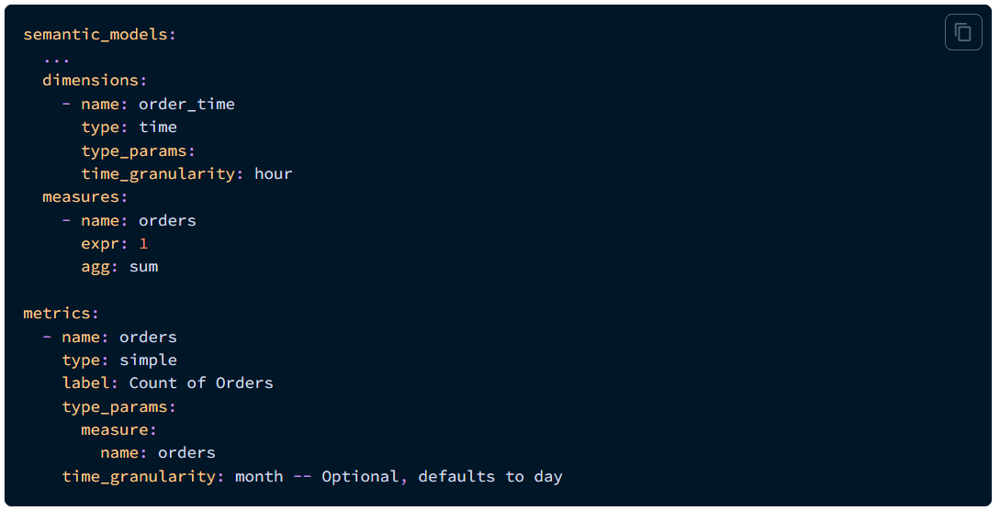 semantic_models:
  ...
  dimensions:
    - name: order_time
      type: time
      type_params:
      time_granularity: hour
  measures:
    - name: orders
      expr: 1
      agg: sum

metrics:
  - name: orders
    type: simple
    label: Count of Orders
    type_params:
      measure:
        name: orders
    time_granularity: month -- Optional, defaults to day